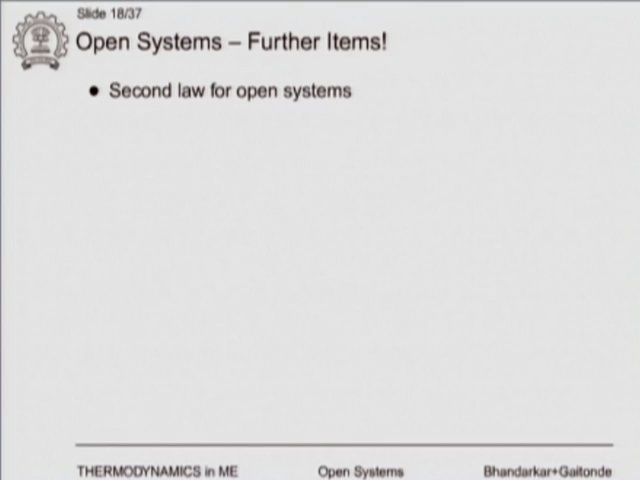 Slide 18/37
Open Systems – Further Items!
● Second law for open systems
THERMODYNAMICS in ME Open Systems Bhandarkar+Gaitonde